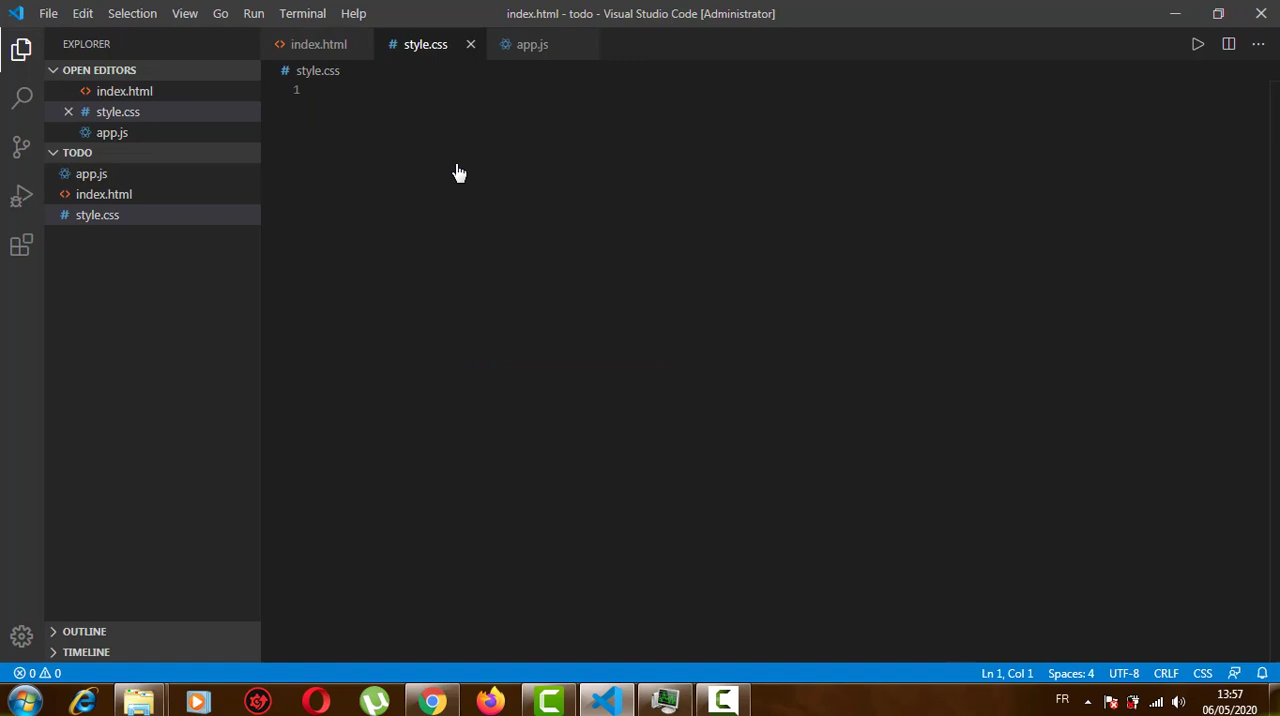 File Edit Selection View Go Run Terminal Help
index.html - todo - Visual Studio Code [Administrator]
EXPLORER
OPEN EDITORS
index.html
# style.css
app.js
TODO
app.js
index.html
# style.css
OUTLINE
TIMELINE
<> index.html
# style.css
app.js
# style.css
1
0 0
Ln 1, Col 1
Spaces: 4
UTF-8
CRLF
CSS
FR
13:57
06/05/2020